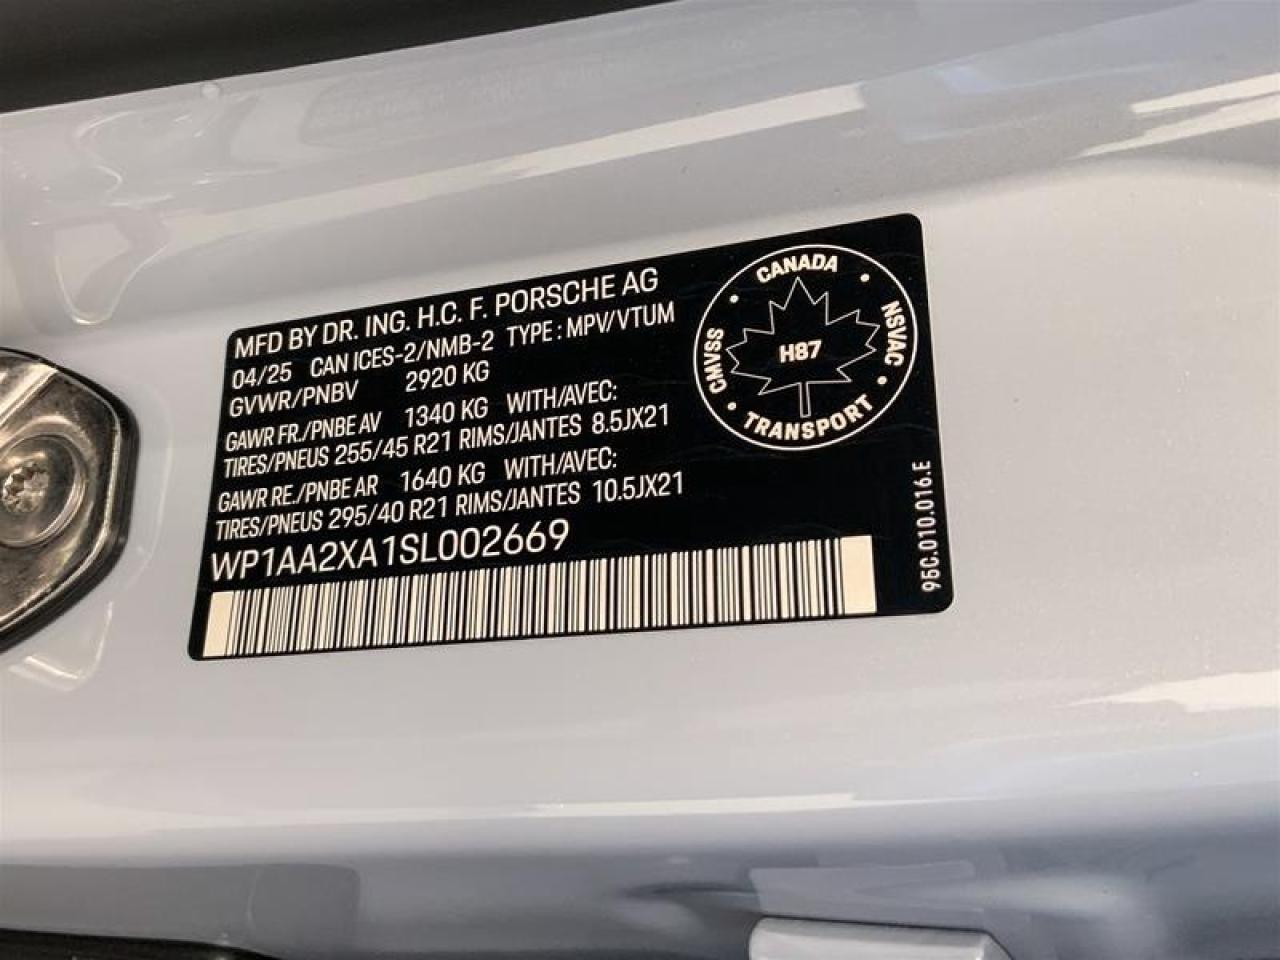 MFD BY DR. ING. H.C. F. PORSCHE AG
04/25 CAN ICES-2/NMB-2 TYPE : MPV/VTUM
GVWR/PNBV 2920 KG
GAWR FR./PNBE AV 1340 KG WITH/AVEC:
TIRES/PNEUS 255/45 R21 RIMS/JANTES 8.5JX21
GAWR RE./PNBE AR 1640 KG WITH/AVEC:
TIRES/PNEUS 295/40 R21 RIMS/JANTES 10.5JX21
WP1AA2XA1SL002669
CANADA
CMVSS
NSVAC
H87
TRANSPORT
95C.010.016.E